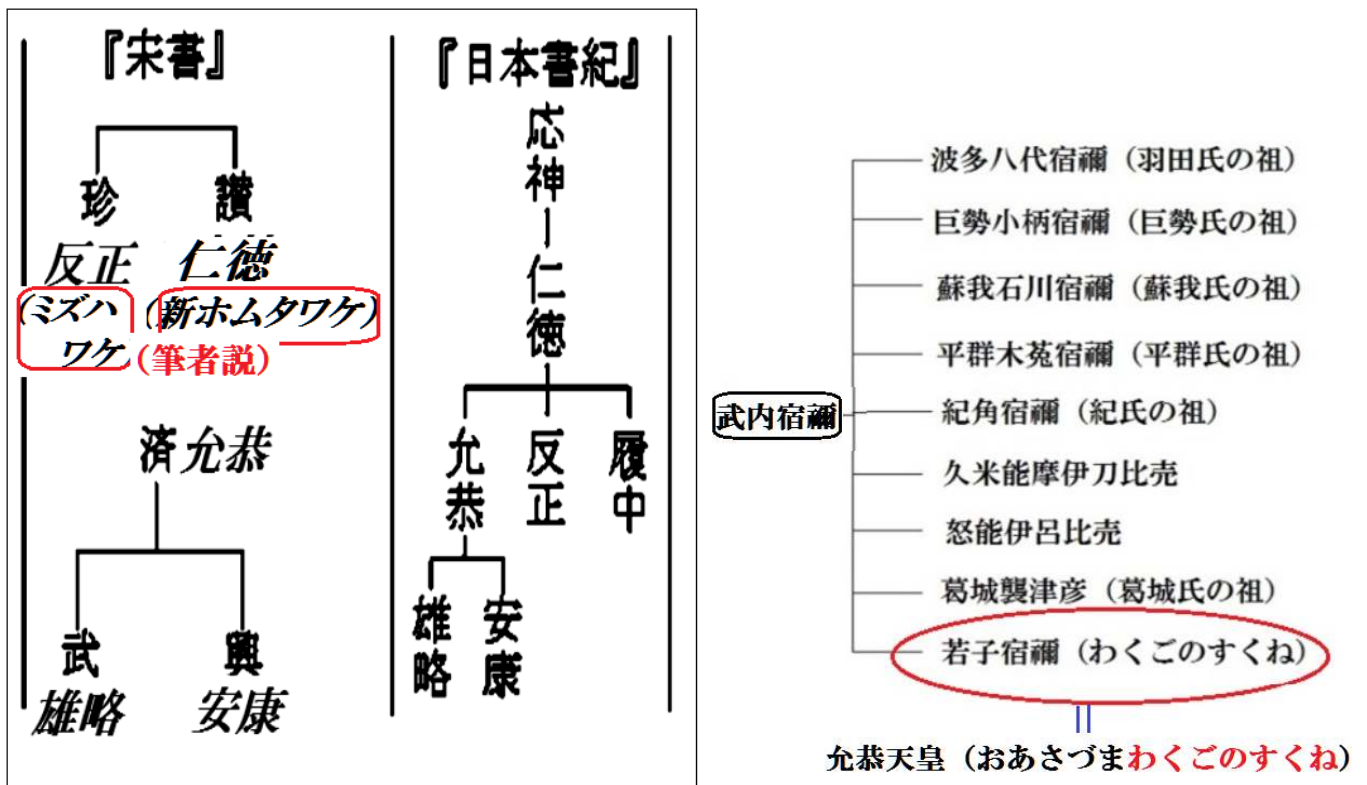 『宋書』
讃
珍
仁徳
反正
(新ホムタワケ)
(ミズハ
ワケ
(筆者説)
済允恭
興
武
安康
雄略
『日本書紀』
応神
仁徳
履中
反正
允恭
安康
雄略
武内宿禰
波多八代宿禰（羽田氏の祖）
巨勢小柄宿禰（巨勢氏の祖）
蘇我石川宿禰（蘇我氏の祖）
平群木菟宿禰（平群氏の祖）
紀角宿禰（紀氏の祖）
久米能摩伊刀比売
怒能伊呂比売
葛城襲津彦（葛城氏の祖）
若子宿禰（わくごのすくね）
允恭天皇（おあさづまわくごのすくね）